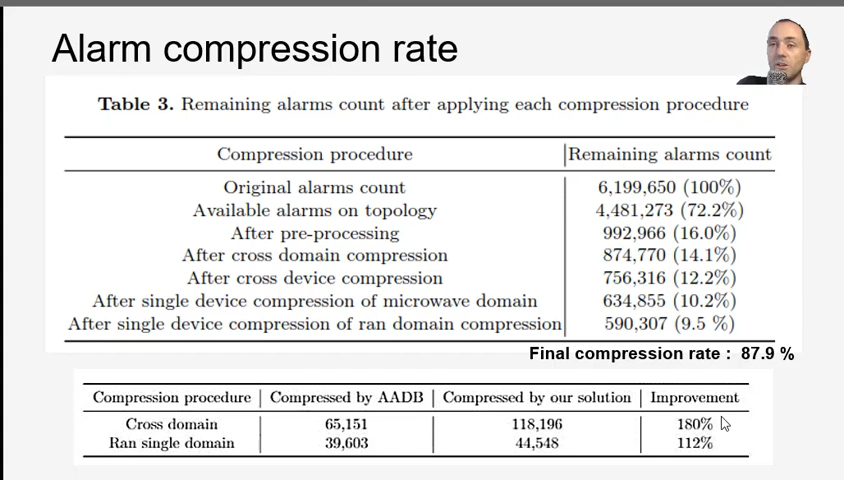 Alarm compression rate
Table 3. Remaining alarms count after applying each compression procedure
Compression procedure Remaining alarms count
Original alarms count 6,199,650 (100%)
Available alarms on topology 4,481,273 (72.2%)
After pre-processing 992,966 (16.0%)
After cross domain compression 874,770 (14.1%)
After cross device compression 756,316 (12.2%)
After single device compression of microwave domain 634,855 (10.2%)
After single device compression of ran domain compression 590,307 (9.5 %)
Final compression rate : 87.9 %
Compression procedure Compressed by AADB Compressed by our solution Improvement
Cross domain 65,151 118,196 180%
Ran single domain 39,603 44,548 112%